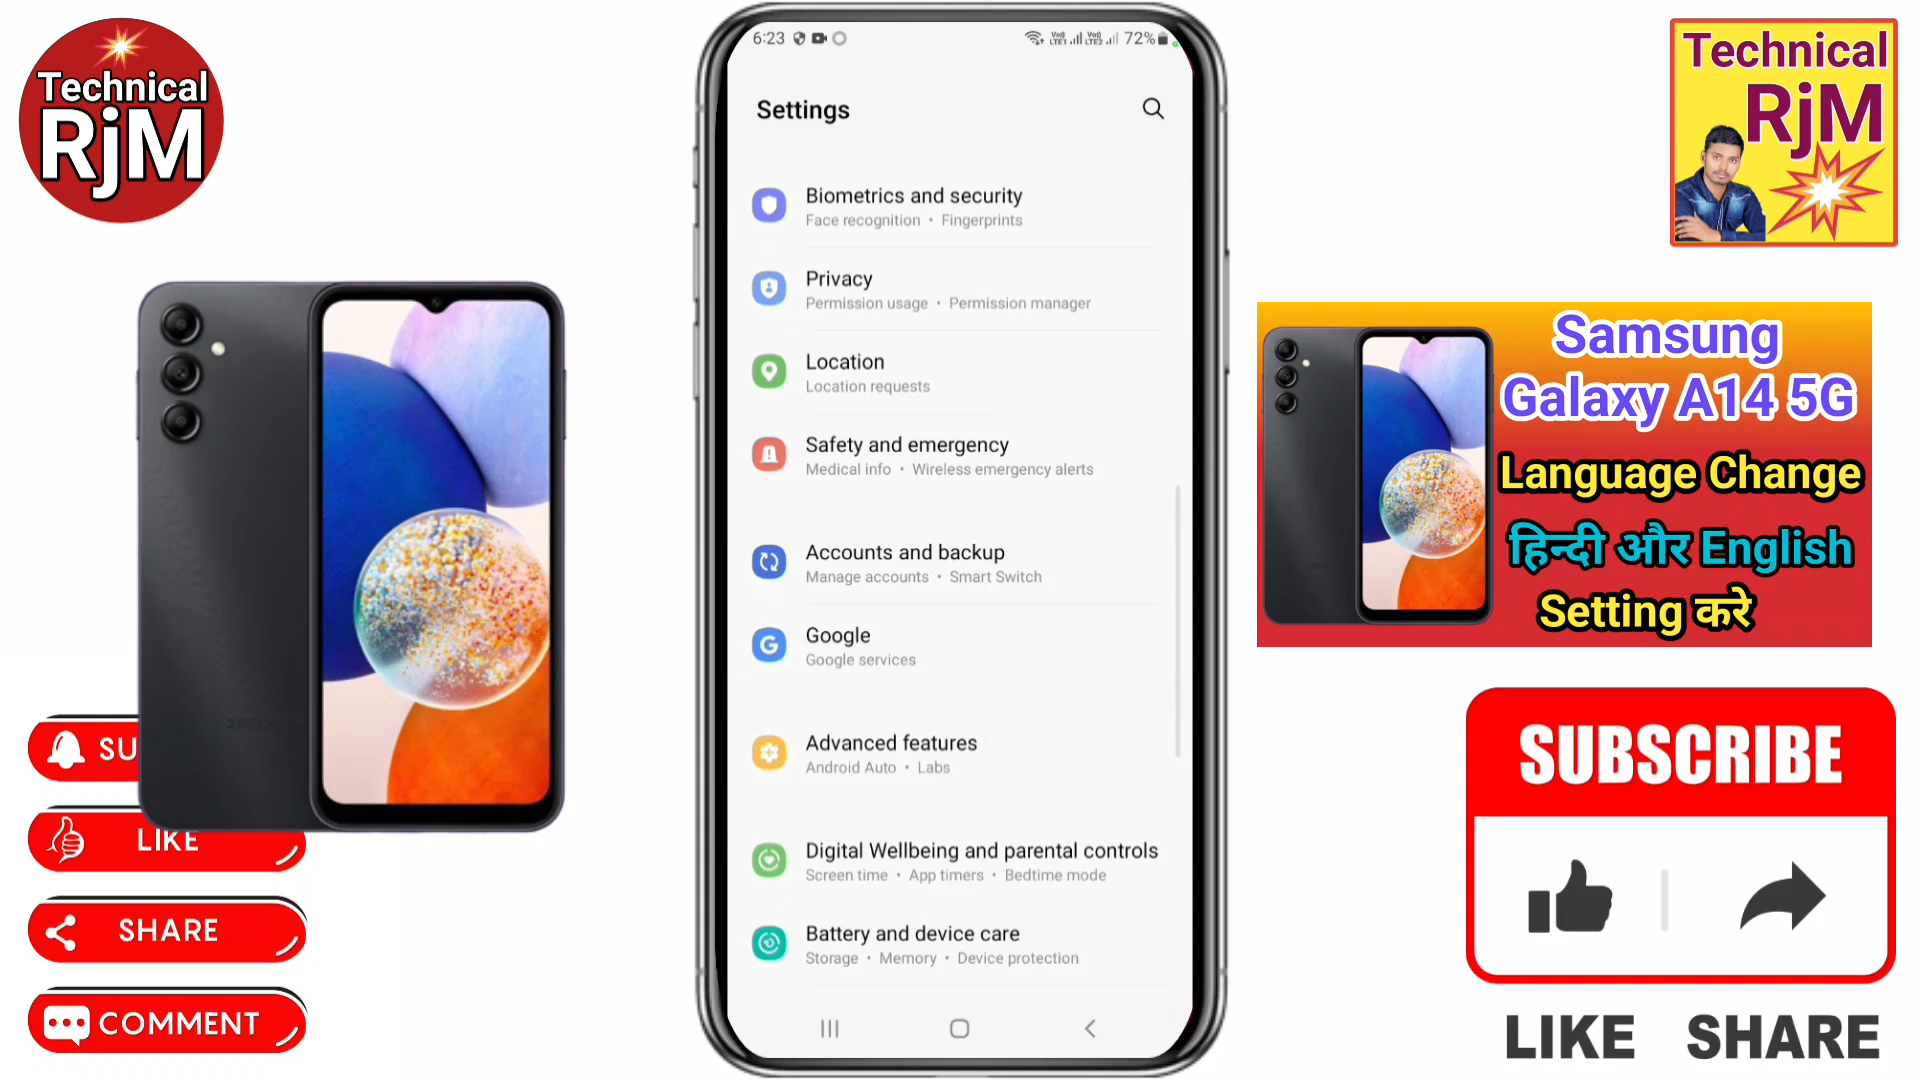 Technical
RjM
6:23
VoI) LTE1
VoI) LTE2
72%
Settings
Biometrics and security
Face recognition • Fingerprints
Privacy
Permission usage • Permission manager
Location
Location requests
Safety and emergency
Medical info • Wireless emergency alerts
Accounts and backup
Manage accounts • Smart Switch
Google
Google services
Advanced features
Android Auto • Labs
Digital Wellbeing and parental controls
Screen time • App timers • Bedtime mode
Battery and device care
Storage • Memory • Device protection
Technical
RjM
Samsung
Galaxy A14 5G
Language Change
हिन्दी और English
Setting करे
SU
LIKE
SHARE
COMMENT
SUBSCRIBE
LIKE SHARE